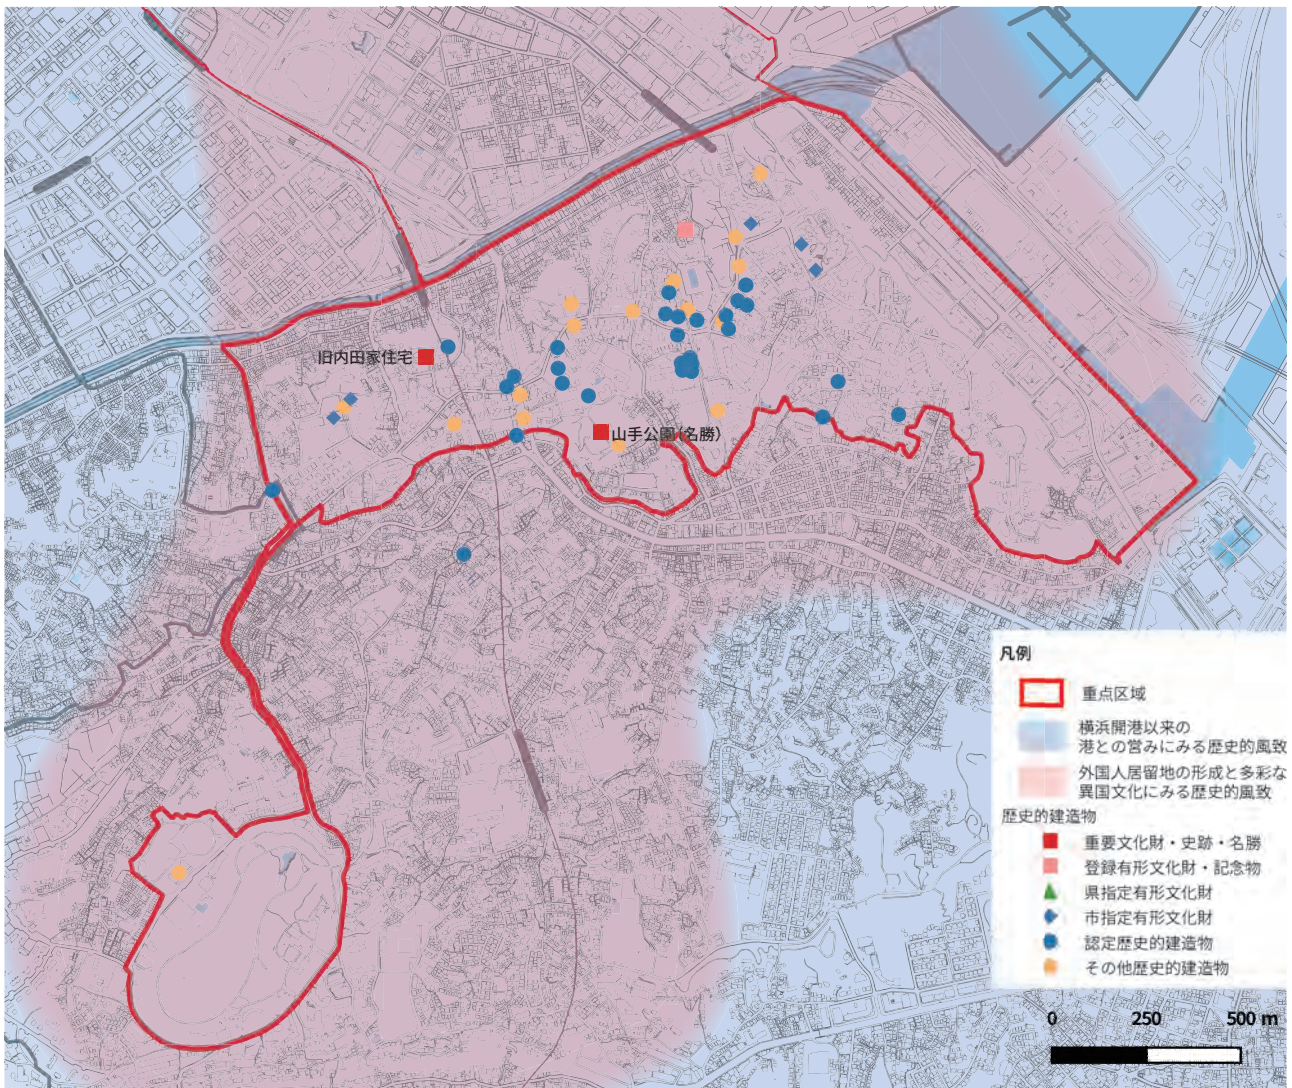 旧内田家住宅
山手公園(名勝)
凡例
重点区域
横浜開港以来の
港との営みにみる歴史的風致
外国人居留地の形成と多彩な
異国文化にみる歴史的風致
歴史的建造物
重要文化財・史跡・名勝
登録有形文化財・記念物
県指定有形文化財
市指定有形文化財
認定歴史的建造物
その他歴史的建造物
0 250 500 m